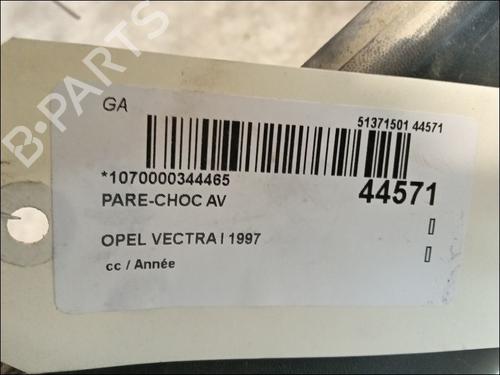 GA
51371501 44571
*1070000344465
44571
PARE-CHOC AV
OPEL VECTRA I 1997
cc / Année
B-PARTS